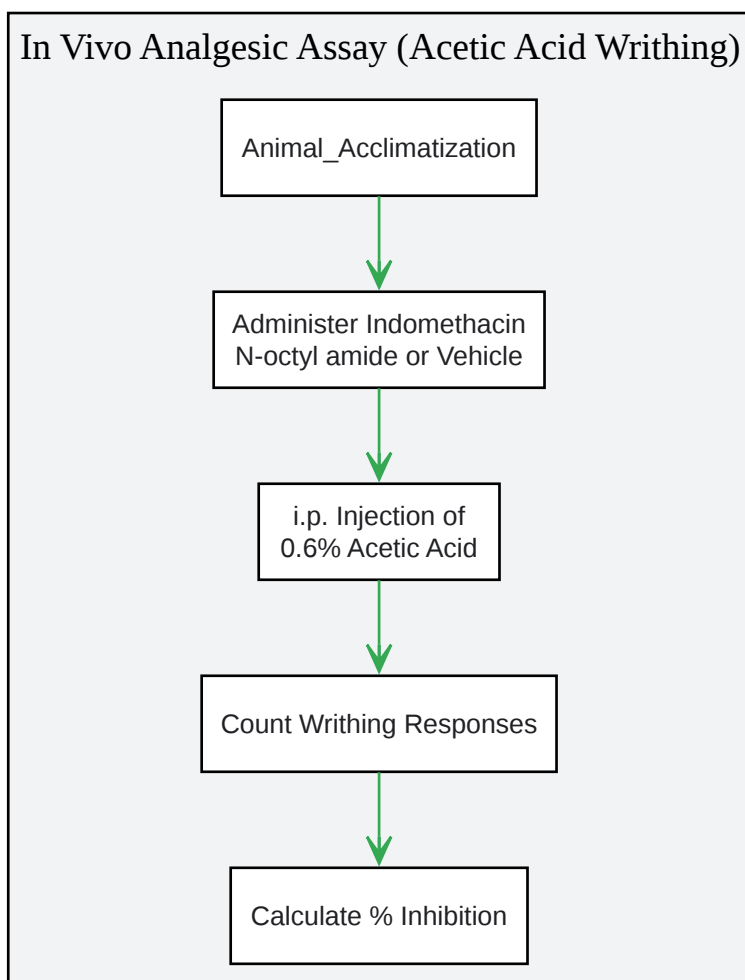 In Vivo Analgesic Assay (Acetic Acid Writhing)
Animal_Acclimatization
Administer Indomethacin
N-octyl amide or Vehicle
i.p. Injection of
0.6% Acetic Acid
Count Writhing Responses
Calculate % Inhibition